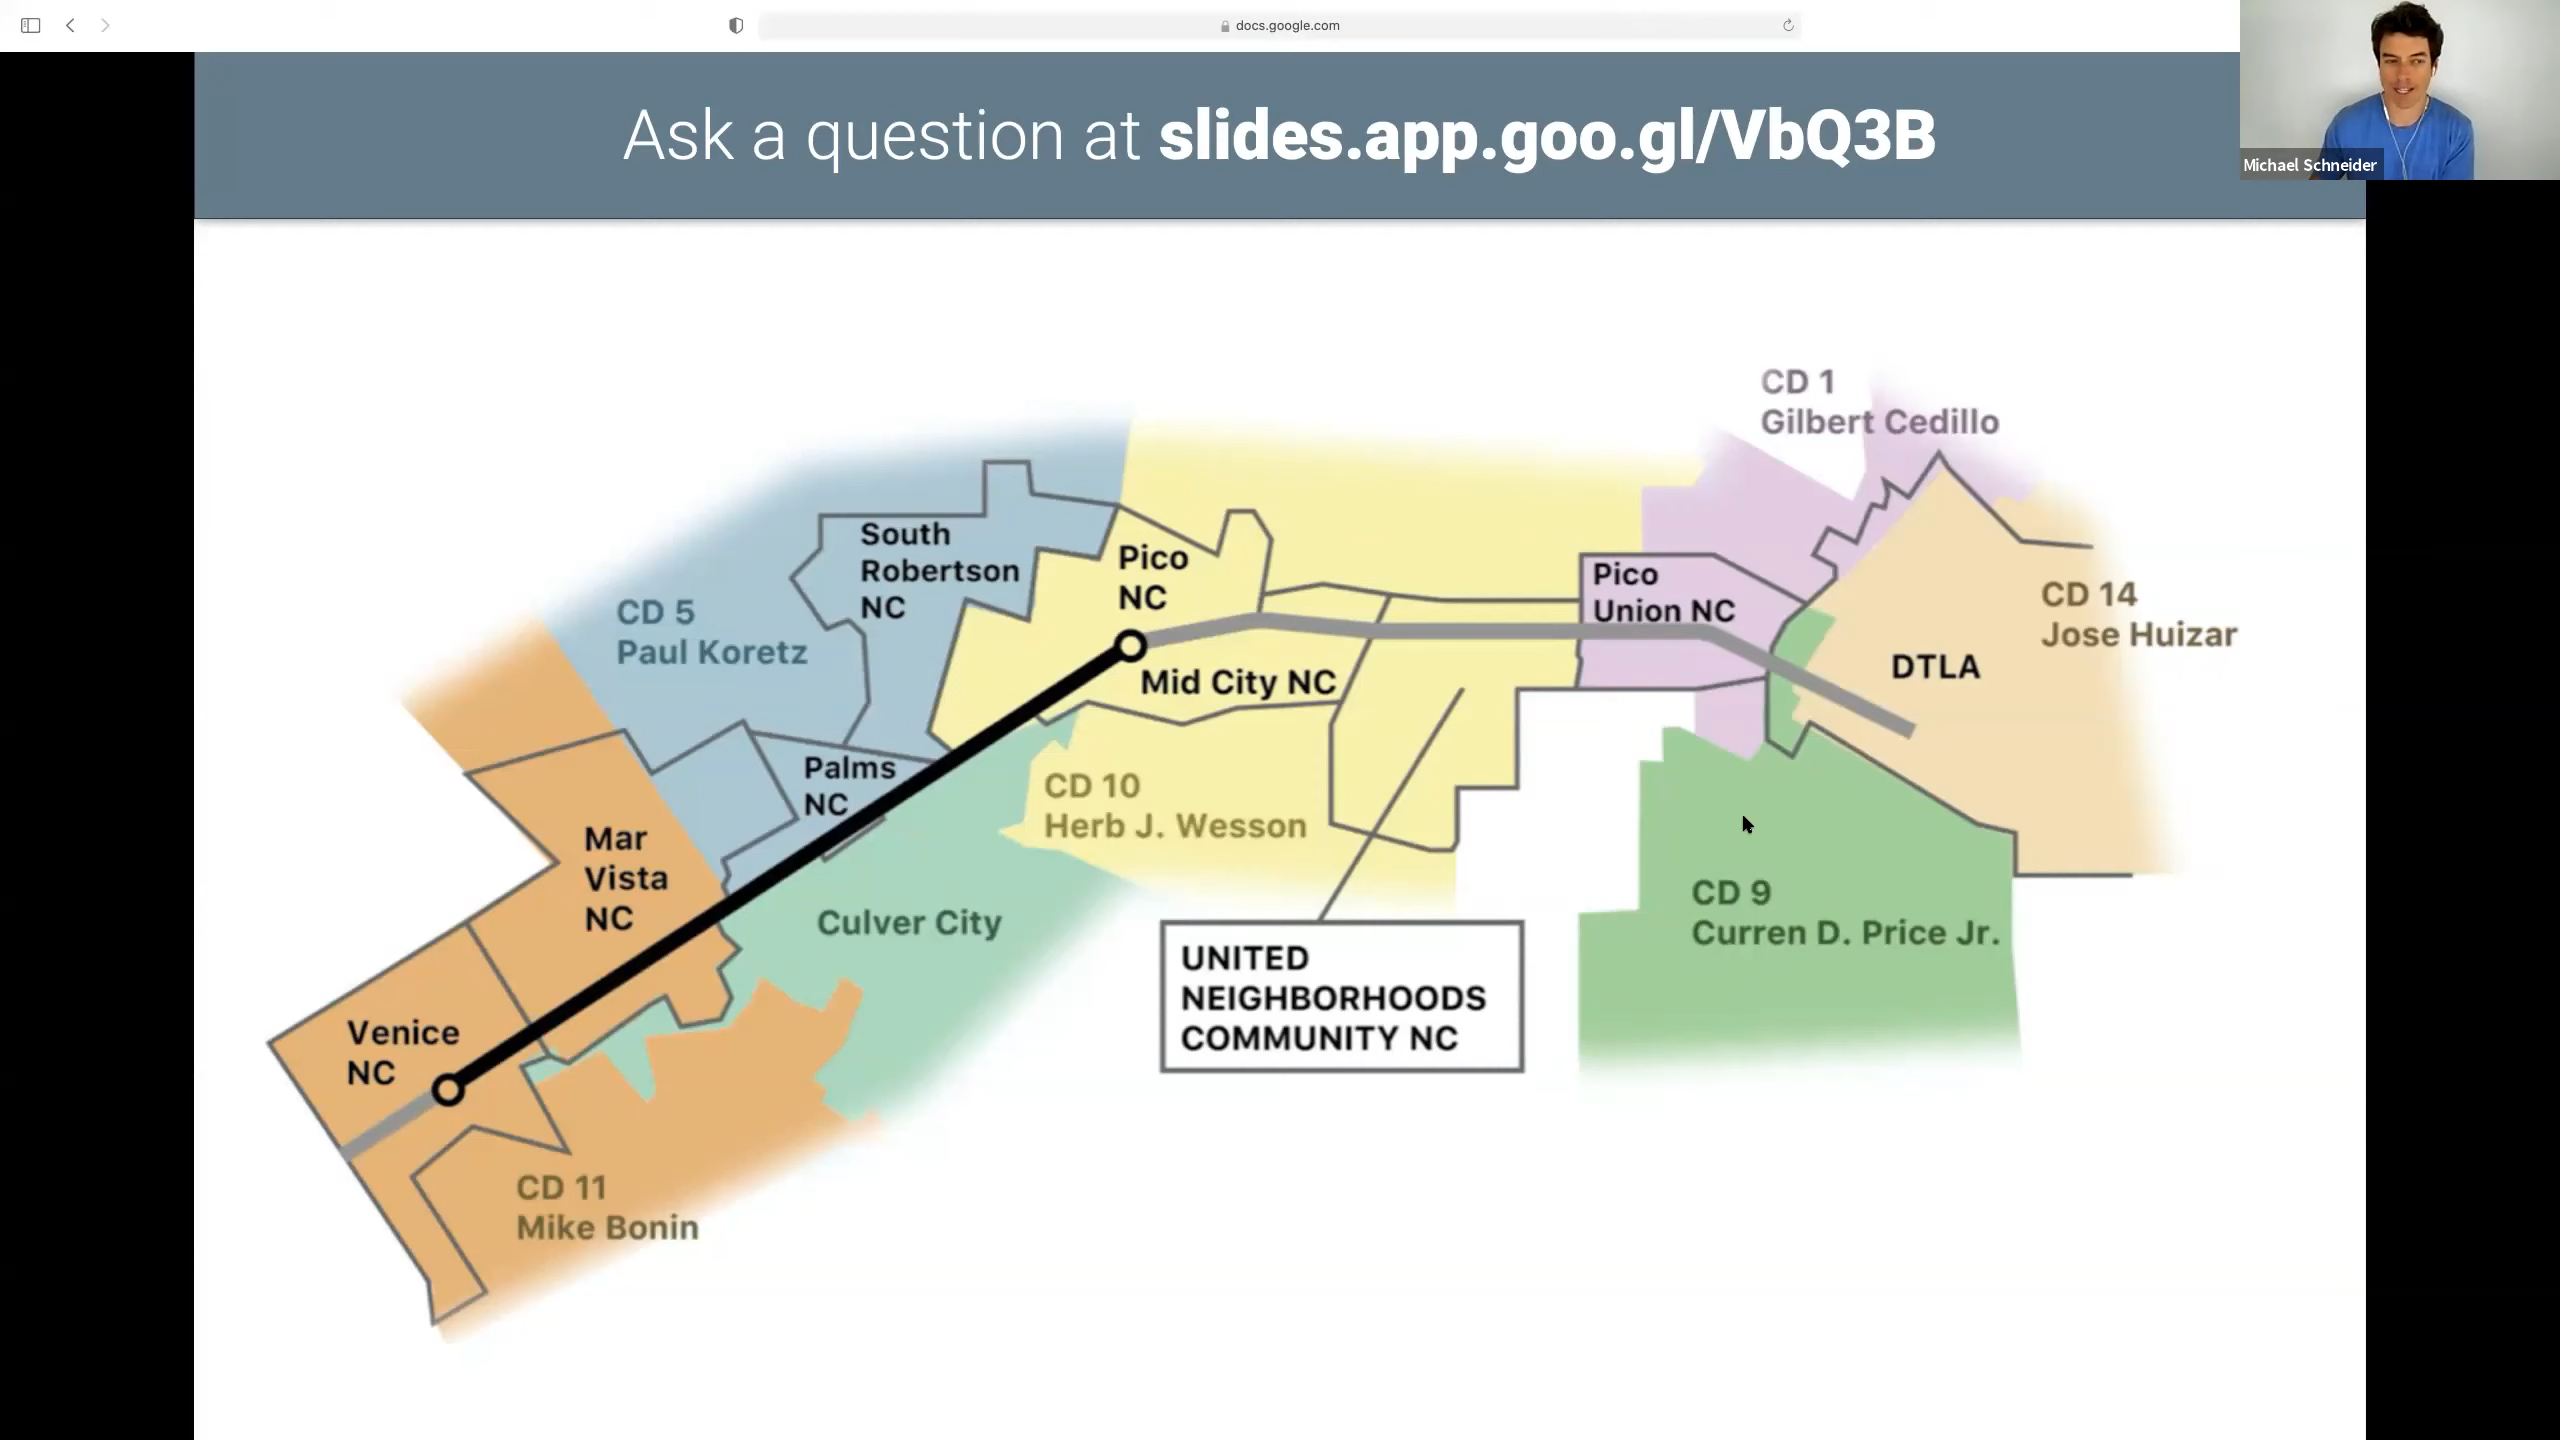 docs.google.com
Ask a question at slides.app.goo.gl/VbQ3B
Michael Schneider
CD 1
Gilbert Cedillo
South
Robertson
NC
Pico
NC
Pico
Union NC
CD 5
Paul Koretz
CD 14
Jose Huizar
DTLA
Mid City NC
Palms
NC
CD 10
Herb J. Wesson
Mar
Vista
NC
Culver City
CD 9
Curren D. Price Jr.
UNITED
NEIGHBORHOODS
COMMUNITY NC
Venice
NC
CD 11
Mike Bonin